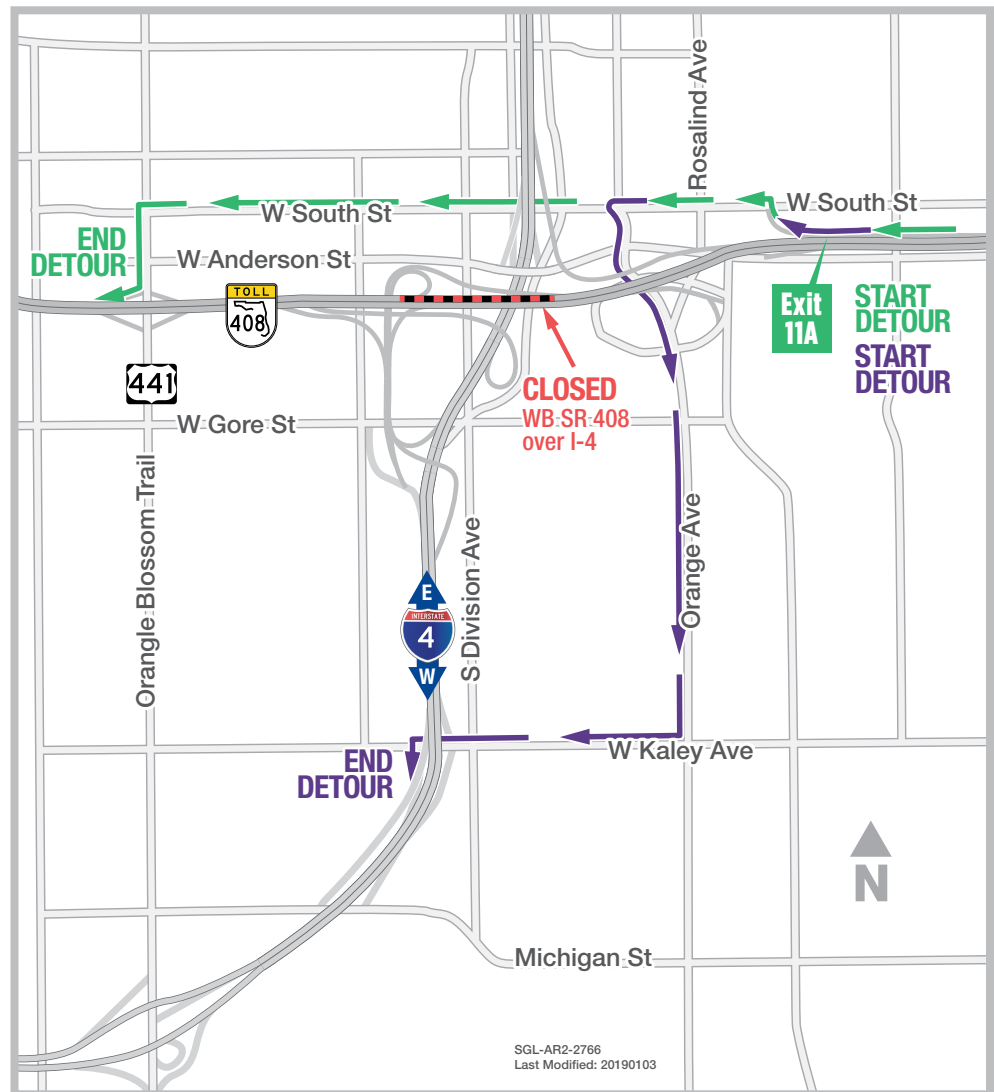 Rosalind Ave
W South St
W South St
END
DETOUR
W Anderson St
TOLL
408
Exit
11A
START
DETOUR
START
DETOUR
441
CLOSED
WB SR 408
over I-4
W Gore St
Orangle Blossom Trail
S Division Ave
Orange Ave
E
INTERSTATE
4
W
W Kaley Ave
END
DETOUR
N
Michigan St
SGL-AR2-2766
Last Modified: 20190103